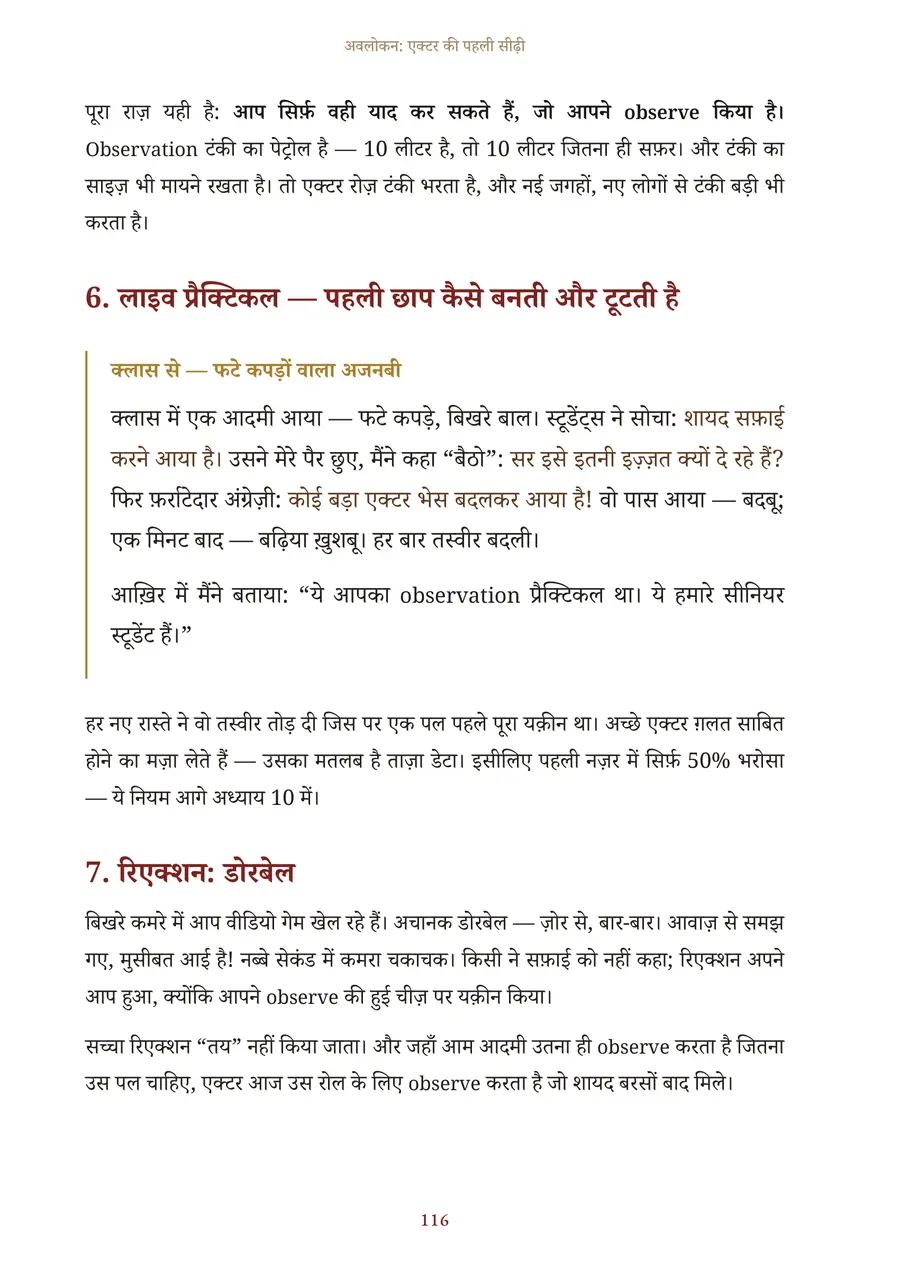 अवलोकन: एक्टर की पहली सीढ़ी
पूरा राज़ यही है: आप सिर्फ़ वही याद कर सकते हैं, जो आपने observe किया है।
Observation टंकी का पेट्रोल है — 10 लीटर है, तो 10 लीटर जितना ही सफ़र। और टंकी का
साइज़ भी मायने रखता है। तो एक्टर रोज़ टंकी भरता है, और नई जगहों, नए लोगों से टंकी बड़ी भी
करता है।
6. लाइव प्रैक्टिकल — पहली छाप कैसे बनती और टूटती है
क्लास से — फटे कपड़ों वाला अजनबी
क्लास में एक आदमी आया — फटे कपड़े, बिखरे बाल। स्टूडेंट्स ने सोचा: शायद सफ़ाई
करने आया है। उसने मेरे पैर छुए, मैंने कहा “बैठो”: सर इसे इतनी इज़्ज़त क्यों दे रहे हैं?
फिर फ़र्राटेदार अंग्रेज़ी: कोई बड़ा एक्टर भेस बदलकर आया है! वो पास आया — बदबू;
एक मिनट बाद — बढ़िया ख़ुशबू। हर बार तस्वीर बदली।
आख़िर में मैंने बताया: “ये आपका observation प्रैक्टिकल था। ये हमारे सीनियर
स्टूडेंट हैं।”
हर नए रास्ते ने वो तस्वीर तोड़ दी जिस पर एक पल पहले पूरा यक़ीन था। अच्छे एक्टर ग़लत साबित
होने का मज़ा लेते हैं — उसका मतलब है ताज़ा डेटा। इसीलिए पहली नज़र में सिर्फ़ 50% भरोसा
— ये नियम आगे अध्याय 10 में।
7. रिएक्शन: डोरबेल
बिखरे कमरे में आप वीडियो गेम खेल रहे हैं। अचानक डोरबेल — ज़ोर से, बार-बार। आवाज़ से समझ
गए, मुसीबत आई है! नब्बे सेकंड में कमरा चकाचक। किसी ने सफ़ाई को नहीं कहा; रिएक्शन अपने
आप हुआ, क्योंकि आपने observe की हुई चीज़ पर यक़ीन किया।
सच्चा रिएक्शन “तय” नहीं किया जाता। और जहाँ आम आदमी उतना ही observe करता है जितना
उस पल चाहिए, एक्टर आज उस रोल के लिए observe करता है जो शायद बरसों बाद मिले।
116